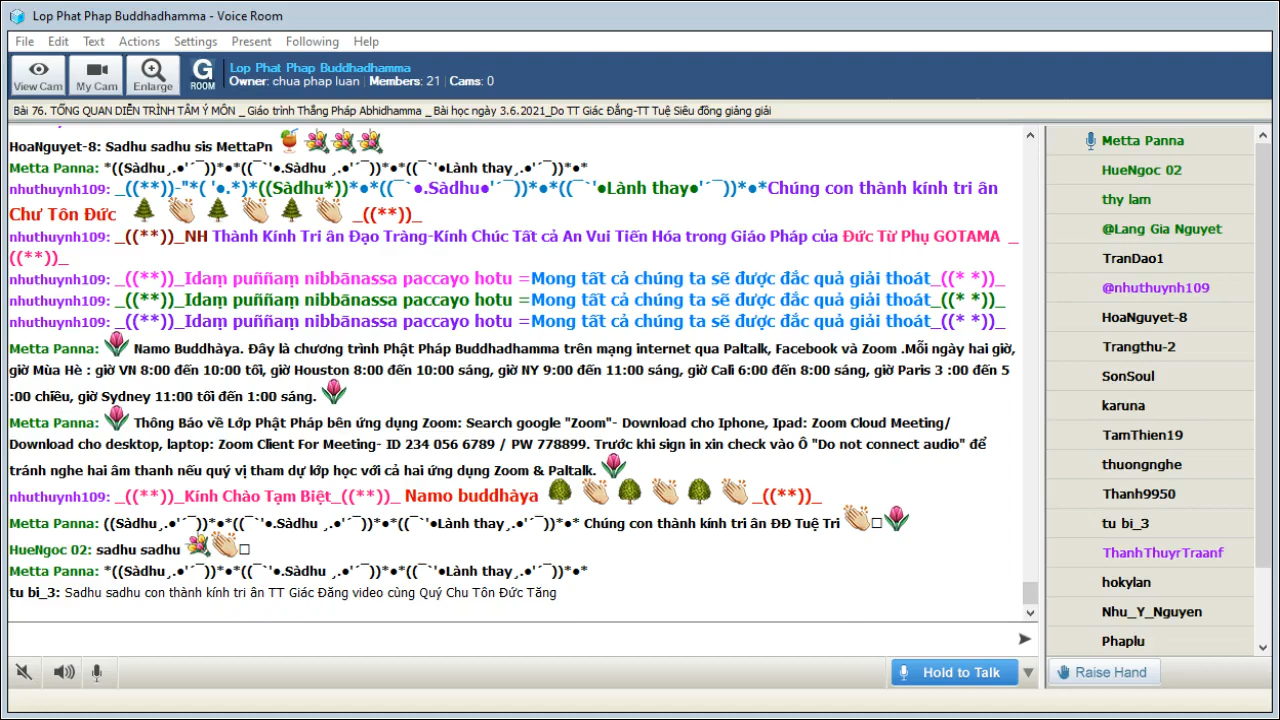 Lop Phat Phap Buddhadhamma - Voice Room
File Edit Text Actions Settings Present Following Help
View Cam My Cam Enlarge G ROOM
Lop Phat Phap Buddhadhamma
Owner: chua phap luan | Members: 21 | Cams: 0
Bài 76. TỔNG QUAN DIỄN TRÌNH TÂM Ý MÔN _ Giáo trình Thắng Pháp Abhidhamma _ Bài học ngày 3.6.2021_Do TT Giác Đẳng-TT Tuệ Siêu đồng giảng giải
HoaNguyet-8: Sadhu sadhu sis MettaPn
Metta Panna: *((Sàdhu¸.●'´¯))*●*((¯`'●.Sàdhu ¸.●'´¯))*●*((¯`'●Lành thay¸.●'´¯))*●*
nhuthuynh109: _((**))-"*( '●.*)*((Sàdhu*))*●*((¯`●.Sàdhu●'´¯))*●*((¯`'●Lành thay●'´¯))*●*Chúng con thành kính tri ân
Chư Tôn Đức _((**))_
nhuthuynh109: _((**))_NH Thành Kính Tri ân Đạo Tràng-Kính Chúc Tất cả An Vui Tiến Hóa trong Giáo Pháp của Đức Từ Phụ GOTAMA _
((**))_
nhuthuynh109: _((**))_Idaṃ puññaṃ nibbānassa paccayo hotu =Mong tất cả chúng ta sẽ được đắc quả giải thoát_((* *))_
nhuthuynh109: _((**))_Idaṃ puññaṃ nibbānassa paccayo hotu =Mong tất cả chúng ta sẽ được đắc quả giải thoát_((* *))_
nhuthuynh109: _((**))_Idaṃ puññaṃ nibbānassa paccayo hotu =Mong tất cả chúng ta sẽ được đắc quả giải thoát_((* *))_
Metta Panna: Namo Buddhàya. Đây là chương trình Phật Pháp Buddhadhamma trên mạng internet qua Paltalk, Facebook và Zoom .Mỗi ngày hai giờ,
giờ Mùa Hè : giờ VN 8:00 đến 10:00 tối, giờ Houston 8:00 đến 10:00 sáng, giờ NY 9:00 đến 11:00 sáng, giờ Cali 6:00 đến 8:00 sáng, giờ Paris 3 :00 đến 5
:00 chiều, giờ Sydney 11:00 tối đến 1:00 sáng.
Metta Panna: Thông Báo về Lớp Phật Pháp bên ứng dụng Zoom: Search google "Zoom"- Download cho Iphone, Ipad: Zoom Cloud Meeting/
Download cho desktop, laptop: Zoom Client For Meeting- ID 234 056 6789 / PW 778899. Trước khi sign in xin check vào Ô "Do not connect audio" để
tránh nghe hai âm thanh nếu quý vị tham dự lớp học với cả hai ứng dụng Zoom & Paltalk.
nhuthuynh109: _((**))_Kính Chào Tạm Biệt_((**))_ Namo buddhàya _((**))_
Metta Panna: ((Sàdhu¸.●'´¯))*●*((¯`'●.Sàdhu ¸.●'´¯))*●*((¯`'●Lành thay¸.●'´¯))*●* Chúng con thành kính tri ân ĐĐ Tuệ Tri
HueNgoc 02: sadhu sadhu
Metta Panna: *((Sàdhu¸.●'´¯))*●*((¯`'●.Sàdhu ¸.●'´¯))*●*((¯`'●Lành thay¸.●'´¯))*●*
tu bi_3: Sadhu sadhu con thành kính tri ân TT Giác Đăng video cùng Quý Chu Tôn Đức Tăng
Hold to Talk
Metta Panna
HueNgoc 02
thy lam
@Lang Gia Nguyet
TranDao1
@nhuthuynh109
HoaNguyet-8
Trangthu-2
SonSoul
karuna
TamThien19
thuongnghe
Thanh9950
tu bi_3
ThanhThuyrTraanf
hokylan
Nhu_Y_Nguyen
Phaplu
Raise Hand